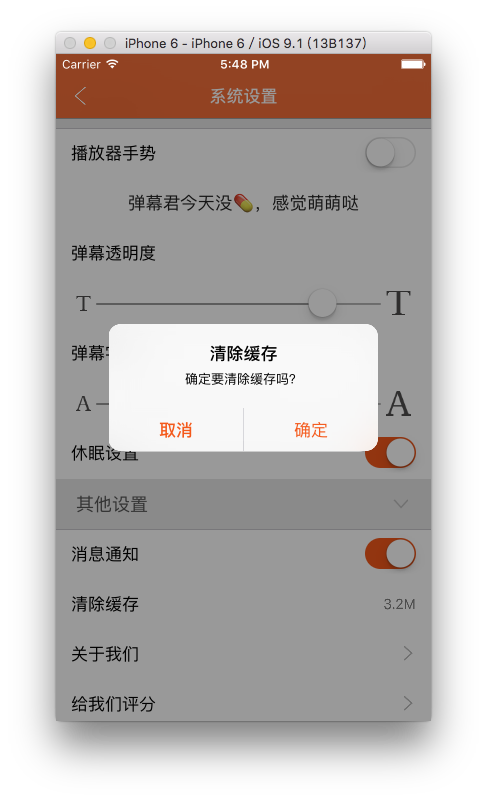 iPhone 6 - iPhone 6 / iOS 9.1 (13B137)
Carrier 5:48 PM
系统设置
播放器手势
弹幕君今天没💊，感觉萌萌哒
弹幕透明度
T T
弹幕
清除缓存
确定要清除缓存吗?
A A
取消 确定
休眠设置
其他设置
消息通知
清除缓存 3.2M
关于我们
给我们评分